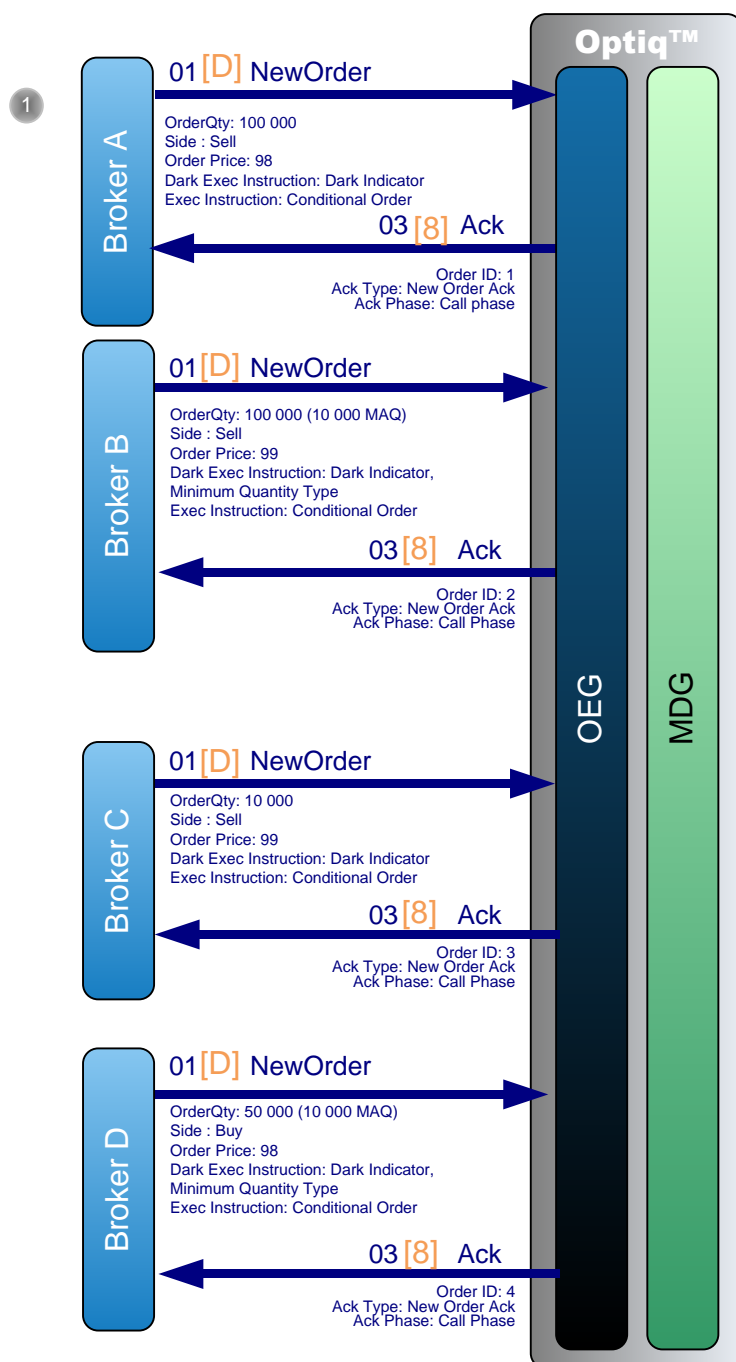 Optiq™
1
Broker A
01 [D] NewOrder
OrderQty: 100 000
Side : Sell
Order Price: 98
Dark Exec Instruction: Dark Indicator
Exec Instruction: Conditional Order
03 [8] Ack
Order ID: 1
Ack Type: New Order Ack
Ack Phase: Call phase
Broker B
01 [D] NewOrder
OrderQty: 100 000 (10 000 MAQ)
Side : Sell
Order Price: 99
Dark Exec Instruction: Dark Indicator,
Minimum Quantity Type
Exec Instruction: Conditional Order
03 [8] Ack
Order ID: 2
Ack Type: New Order Ack
Ack Phase: Call Phase
OEG
MDG
Broker C
01 [D] NewOrder
OrderQty: 10 000
Side : Sell
Order Price: 99
Dark Exec Instruction: Dark Indicator
Exec Instruction: Conditional Order
03 [8] Ack
Order ID: 3
Ack Type: New Order Ack
Ack Phase: Call Phase
Broker D
01 [D] NewOrder
OrderQty: 50 000 (10 000 MAQ)
Side : Buy
Order Price: 98
Dark Exec Instruction: Dark Indicator,
Minimum Quantity Type
Exec Instruction: Conditional Order
03 [8] Ack
Order ID: 4
Ack Type: New Order Ack
Ack Phase: Call Phase